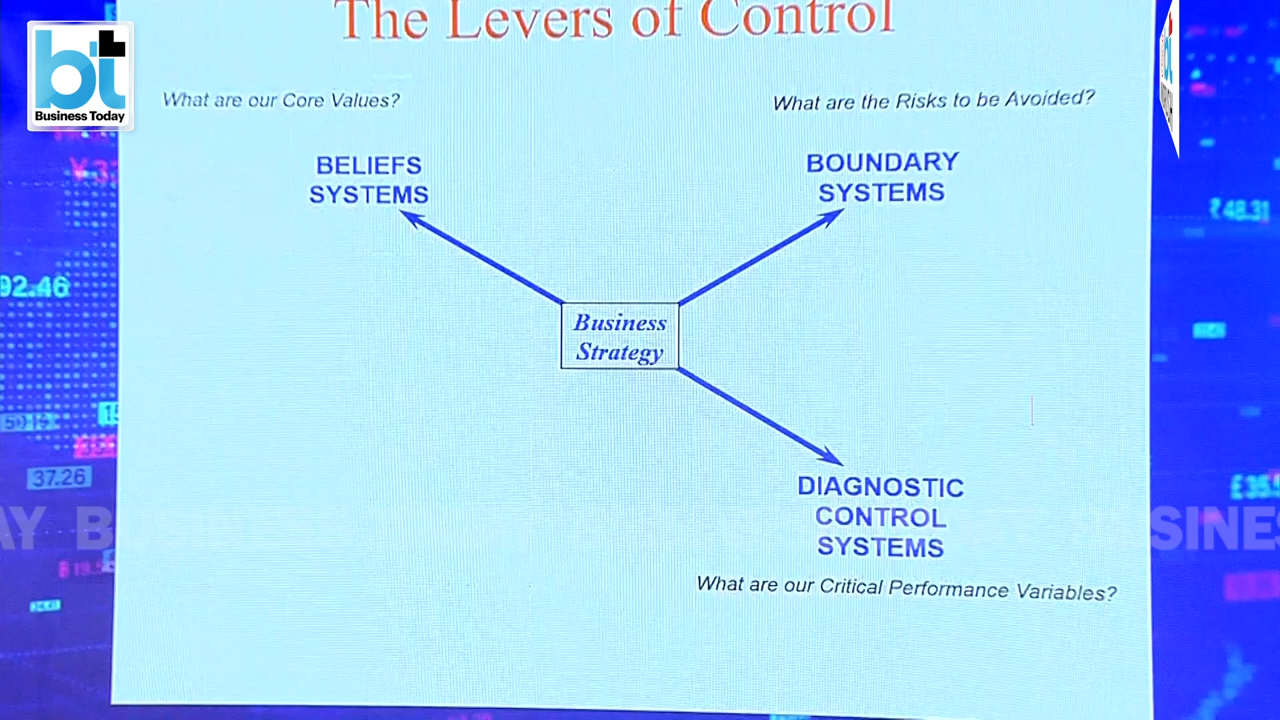 The Levers of Control
bt
Business Today
What are our Core Values?
What are the Risks to be Avoided?
BELIEFS
SYSTEMS
BOUNDARY
SYSTEMS
₹48.31
92.46
Business
Strategy
37.26
DIAGNOSTIC
CONTROL
SYSTEMS
AY B
SINES
What are our Critical Performance Variables?